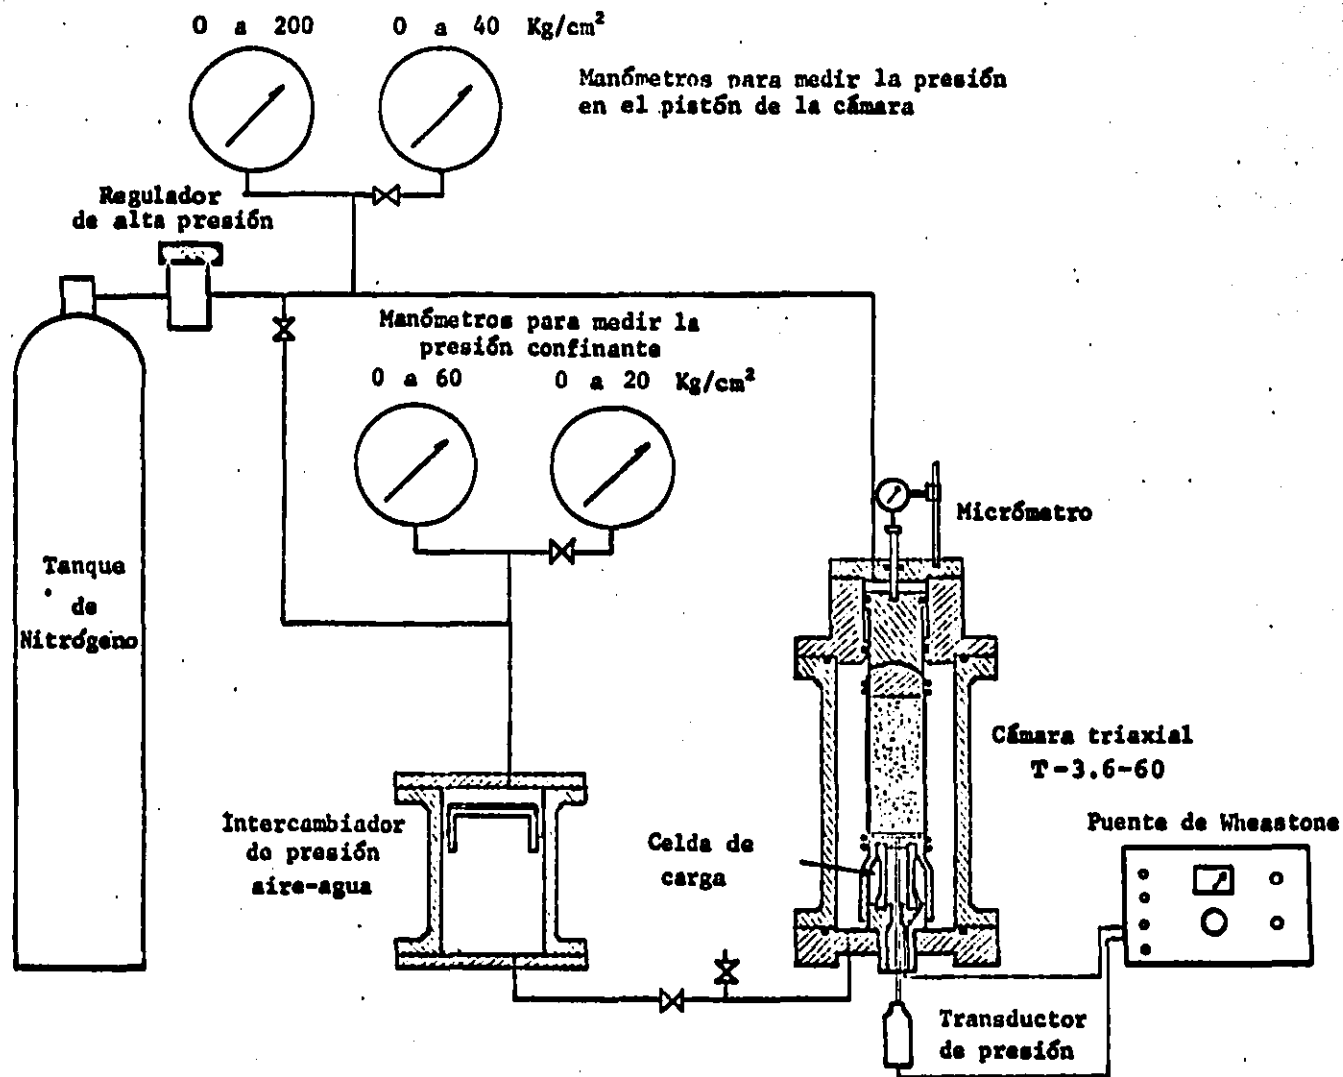 0 a 200 0 a 40 Kg/cm²
Manómetros para medir la presión
en el pistón de la cámara
Regulador
de alta presión
Manómetros para medir la
presión confinante
0 a 60 0 a 20 Kg/cm²
Micrómetro
Tanque
de
Nitrógeno
Cámara triaxial
T-3.6-60
Intercambiador
de presión
aire-agua
Celda de
carga
Puente de Wheastone
Transductor
de presión